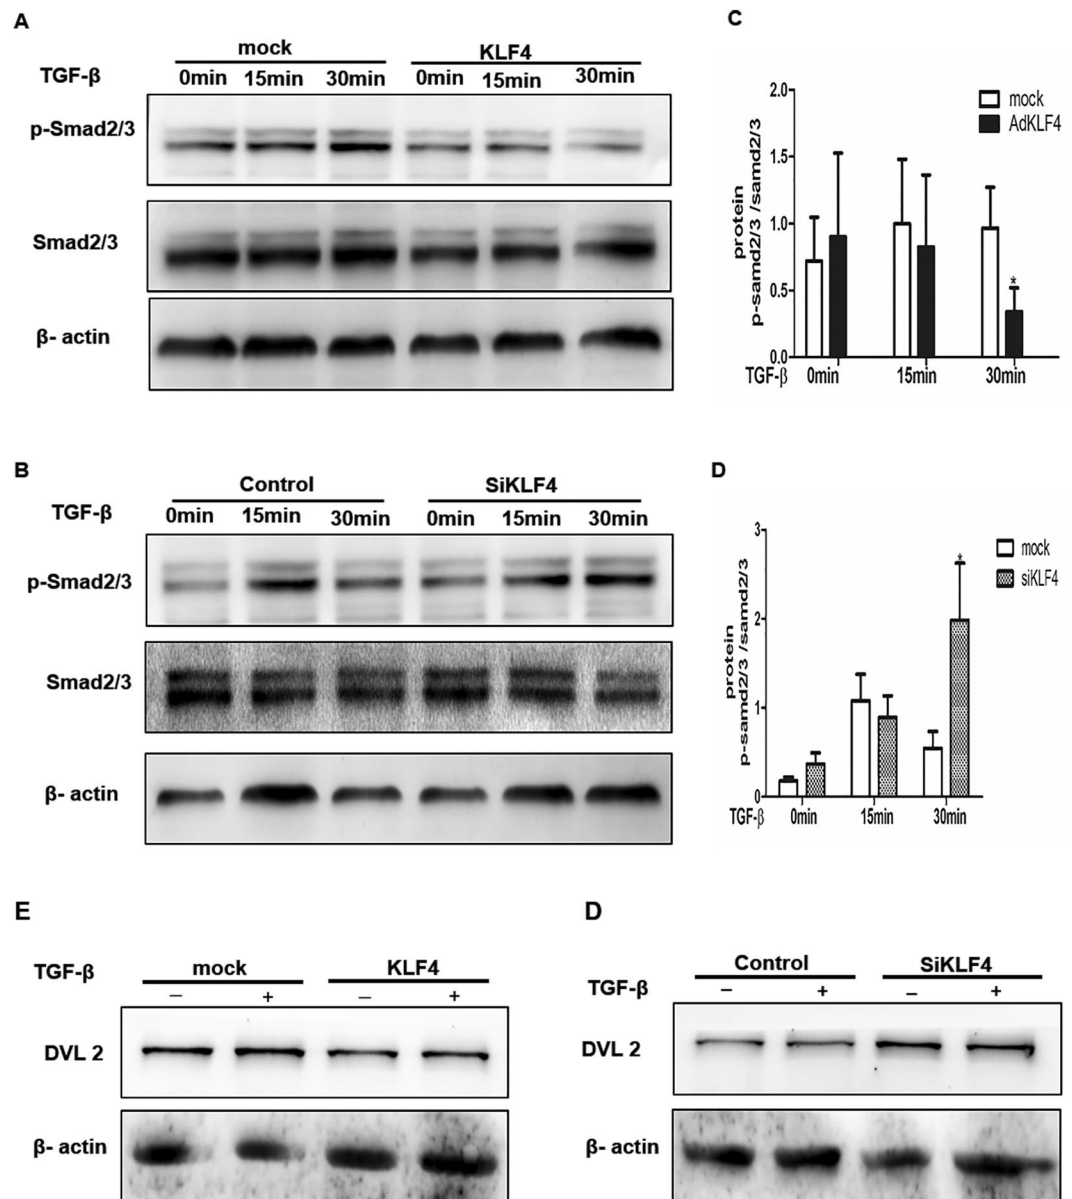 A
mock KLF4
TGF-β 0min 15min 30min 0min 15min 30min
p-Smad2/3
Smad2/3
β- actin
C
2.0
1.5
1.0
0.5
0.0
protein
p-samd2/3 /samd2/3
mock
AdKLF4
*
TGF-β 0min 15min 30min
B
Control SiKLF4
TGF-β 0min 15min 30min 0min 15min 30min
p-Smad2/3
Smad2/3
β- actin
D
3
2
1
0
protein
p-samd2/3 /samd2/3
mock
siKLF4
*
TGF-β 0min 15min 30min
E
mock KLF4
TGF-β − + − +
DVL 2
β- actin
D
Control SiKLF4
TGF-β − + − +
DVL 2
β- actin